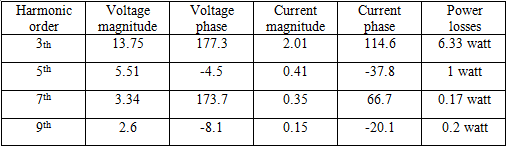 Harmonic order Voltage magnitude Voltage phase Current magnitude Current phase Power losses
3th 13.75 177.3 2.01 114.6 6.33 watt
5th 5.51 -4.5 0.41 -37.8 1 watt
7th 3.34 173.7 0.35 66.7 0.17 watt
9th 2.6 -8.1 0.15 -20.1 0.2 watt